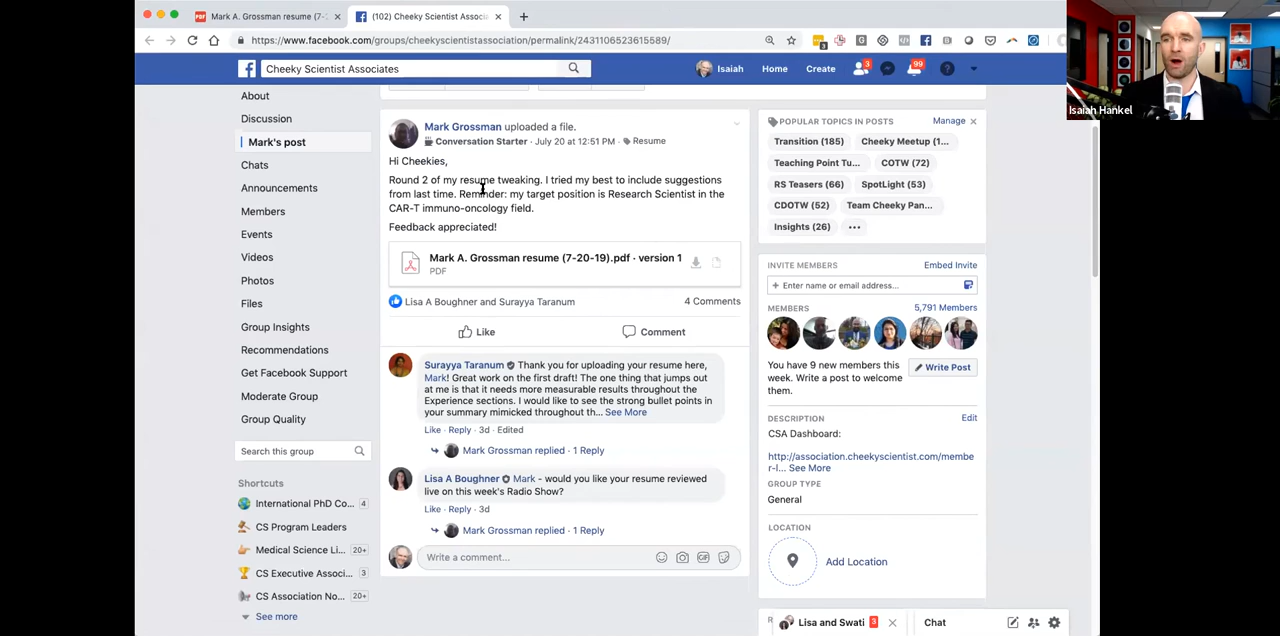 Mark A. Grossman resume (7-
(102) Cheeky Scientist Associa
https://www.facebook.com/groups/cheekyscientistassociation/permalink/2431106523615589/
Cheeky Scientist Associates
Isaiah
Home
Create
3
99
Isaiah Hankel
About
Discussion
Mark's post
Chats
Announcements
Members
Events
Videos
Photos
Files
Group Insights
Recommendations
Get Facebook Support
Moderate Group
Group Quality
Search this group
Shortcuts
International PhD Co... 4
CS Program Leaders
Medical Science Li... 20+
CS Executive Associ... 3
CS Association No... 20+
See more
Mark Grossman uploaded a file.
Conversation Starter · July 20 at 12:51 PM · Resume
Hi Cheekies,
Round 2 of my resume tweaking. I tried my best to include suggestions
from last time. Reminder: my target position is Research Scientist in the
CAR-T immuno-oncology field.
Feedback appreciated!
Mark A. Grossman resume (7-20-19).pdf · version 1
PDF
Lisa A Boughner and Surayya Taranum
4 Comments
Like
Comment
Surayya Taranum Thank you for uploading your resume here,
Mark! Great work on the first draft! The one thing that jumps out
at me is that it needs more measurable results throughout the
Experience sections. I would like to see the strong bullet points in
your summary mimicked throughout th... See More
Like · Reply · 3d · Edited
Mark Grossman replied · 1 Reply
Lisa A Boughner Mark - would you like your resume reviewed
live on this week's Radio Show?
Like · Reply · 3d
Mark Grossman replied · 1 Reply
Write a comment...
GIF
POPULAR TOPICS IN POSTS
Manage
Transition (185)
Cheeky Meetup (1...
Teaching Point Tu...
COTW (72)
RS Teasers (66)
SpotLight (53)
CDOTW (52)
Team Cheeky Pan...
Insights (26)
INVITE MEMBERS
Embed Invite
+ Enter name or email address...
MEMBERS
5,791 Members
You have 9 new members this
week. Write a post to welcome
them.
Write Post
DESCRIPTION
Edit
CSA Dashboard:
http://association.cheekyscientist.com/membe
r-l... See More
GROUP TYPE
General
LOCATION
Add Location
Lisa and Swati 3
Chat